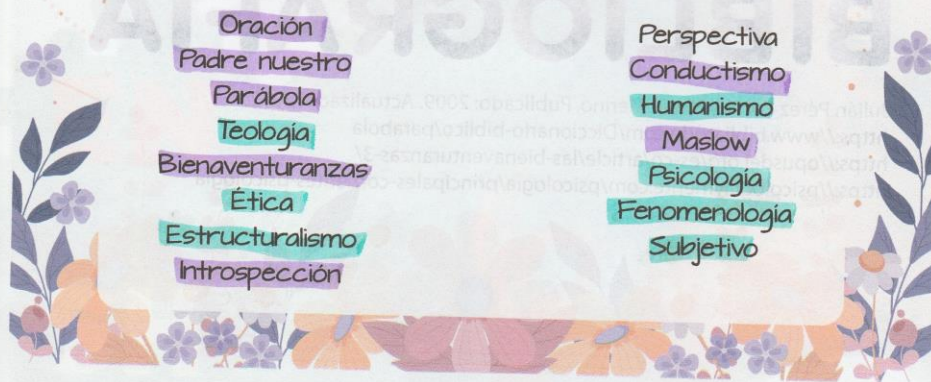 Oración
Padre nuestro
Parábola
Teología
Bienaventuranzas
Ética
Estructuralismo
Introspección
Perspectiva
Conductismo
Humanismo
Maslow
Psicología
Fenomenología
Subjetivo